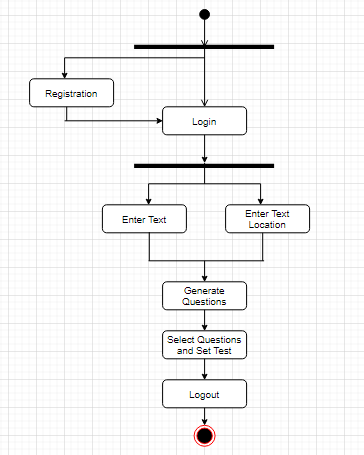 Registration
Login
Enter Text
Enter Text
Location
Generate
Questions
Select Questions
and Set Test
Logout